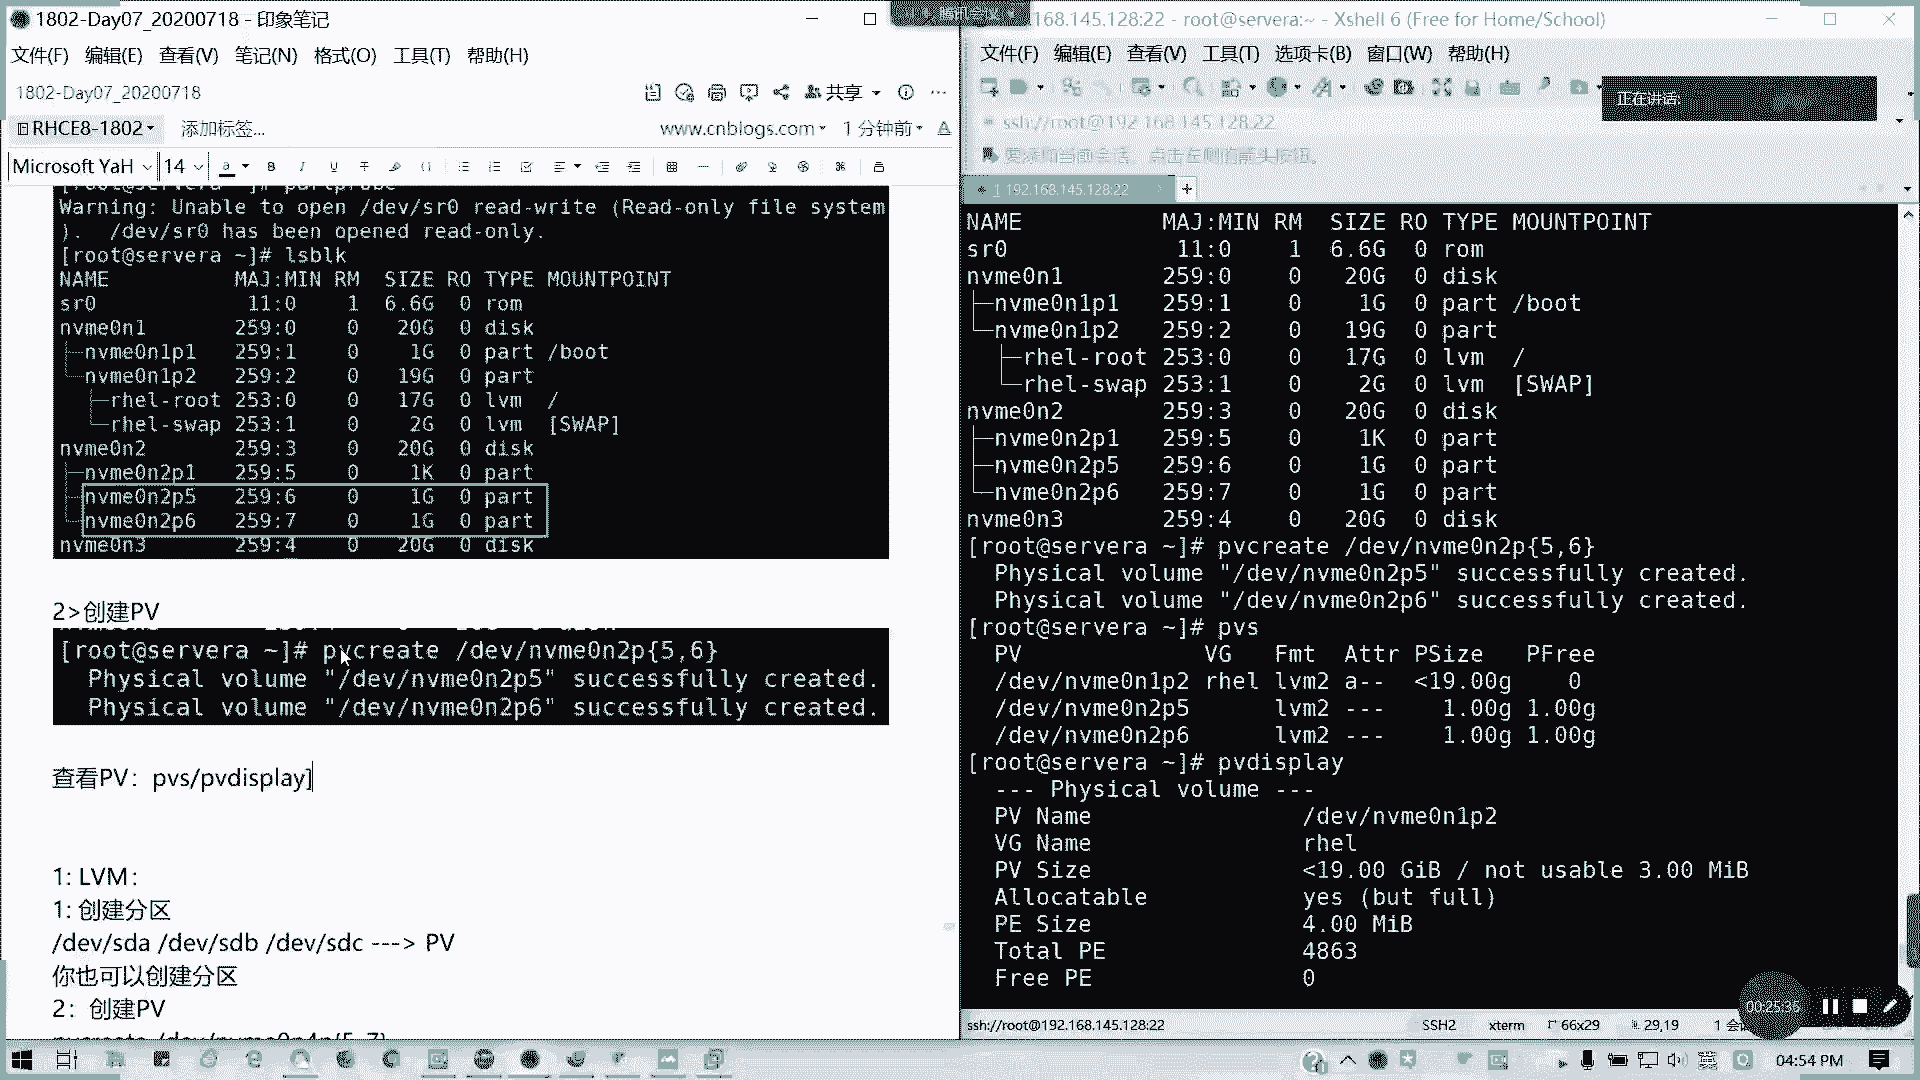 1802-Day07_20200718 - 印象笔记
文件(F) 编辑(E) 查看(V) 笔记(N) 格式(O) 工具(T) 帮助(H)
1802-Day07_20200718
共享
RHCE8-1802
添加标签...
www.cnblogs.com
1 分钟前
Microsoft YaH
14
[root@servera ~]# partprobe
Warning: Unable to open /dev/sr0 read-write (Read-only file system
).  /dev/sr0 has been opened read-only.
[root@servera ~]# lsblk
NAME          MAJ:MIN RM  SIZE RO TYPE MOUNTPOINT
sr0            11:0    1  6.6G  0 rom
nvme0n1       259:0    0   20G  0 disk
├─nvme0n1p1   259:1    0    1G  0 part /boot
└─nvme0n1p2   259:2    0   19G  0 part
  ├─rhel-root 253:0    0   17G  0 lvm  /
  └─rhel-swap 253:1    0    2G  0 lvm  [SWAP]
nvme0n2       259:3    0   20G  0 disk
├─nvme0n2p1   259:5    0    1K  0 part
├─nvme0n2p5   259:6    0    1G  0 part
└─nvme0n2p6   259:7    0    1G  0 part
nvme0n3       259:4    0   20G  0 disk
2>创建PV
[root@servera ~]# pvcreate /dev/nvme0n2p{5,6}
Physical volume "/dev/nvme0n2p5" successfully created.
Physical volume "/dev/nvme0n2p6" successfully created.
查看PV：pvs/pvdisplay]
1: LVM：
1: 创建分区
/dev/sda /dev/sdb /dev/sdc ---> PV
你也可以创建分区
2：创建PV
腾讯会议
168.145.128:22 - root@servera:~ - Xshell 6 (Free for Home/School)
文件(F) 编辑(E) 查看(V) 工具(T) 选项卡(B) 窗口(W) 帮助(H)
正在讲话:
ssh://root@192.168.145.128:22
要添加当前会话，点击左侧的箭头按钮。
1 192.168.145.128:22
NAME          MAJ:MIN RM  SIZE RO TYPE MOUNTPOINT
sr0            11:0    1  6.6G  0 rom
nvme0n1       259:0    0   20G  0 disk
├─nvme0n1p1   259:1    0    1G  0 part /boot
└─nvme0n1p2   259:2    0   19G  0 part
  ├─rhel-root 253:0    0   17G  0 lvm  /
  └─rhel-swap 253:1    0    2G  0 lvm  [SWAP]
nvme0n2       259:3    0   20G  0 disk
├─nvme0n2p1   259:5    0    1K  0 part
├─nvme0n2p5   259:6    0    1G  0 part
└─nvme0n2p6   259:7    0    1G  0 part
nvme0n3       259:4    0   20G  0 disk
[root@servera ~]# pvcreate /dev/nvme0n2p{5,6}
Physical volume "/dev/nvme0n2p5" successfully created.
Physical volume "/dev/nvme0n2p6" successfully created.
[root@servera ~]# pvs
PV             VG   Fmt  Attr PSize   PFree
/dev/nvme0n1p2 rhel lvm2 a--  <19.00g    0
/dev/nvme0n2p5      lvm2 ---    1.00g 1.00g
/dev/nvme0n2p6      lvm2 ---    1.00g 1.00g
[root@servera ~]# pvdisplay
--- Physical volume ---
PV Name               /dev/nvme0n1p2
VG Name               rhel
PV Size               <19.00 GiB / not usable 3.00 MiB
Allocatable           yes (but full)
PE Size               4.00 MiB
Total PE              4863
Free PE               0
00:25:35
ssh://root@192.168.145.128:22
SSH2
xterm
66x29
29,19
04:54 PM